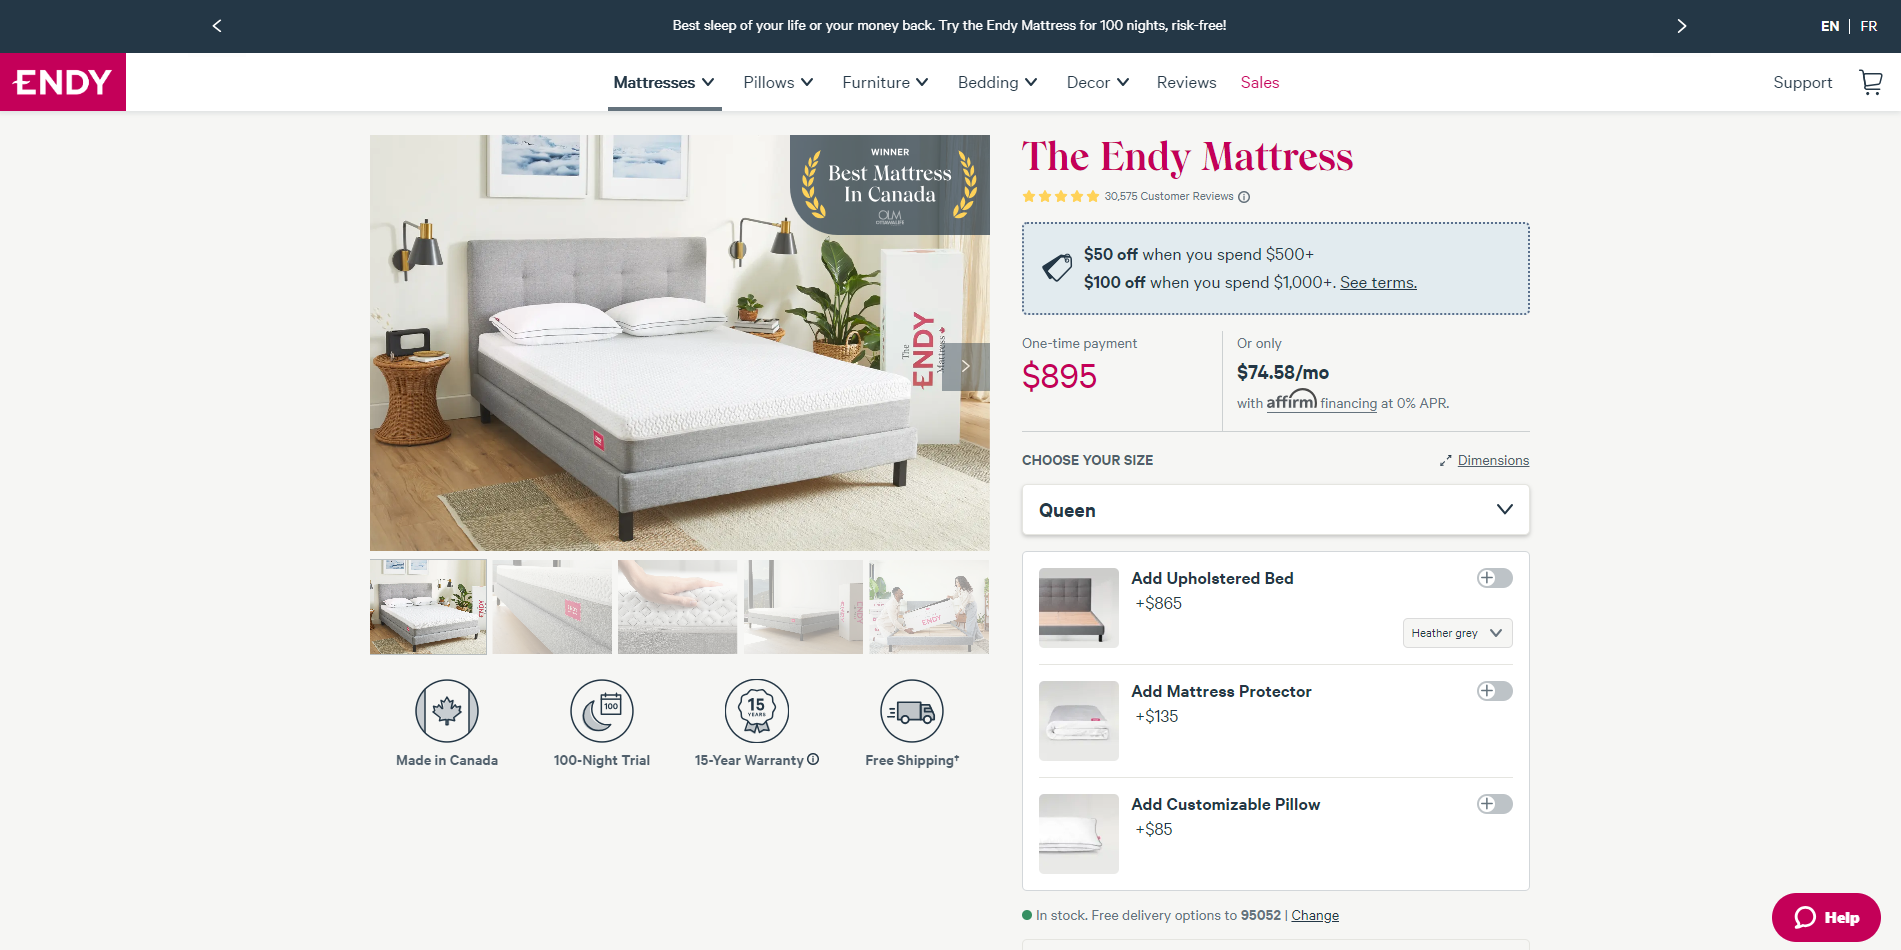 Best sleep of your life or your money back. Try the Endy Mattress for 100 nights, risk-free!
EN | FR
ENDY
Mattresses
Pillows
Furniture
Bedding
Decor
Reviews
Sales
Support
WINNER
Best Mattress
In Canada
OLM
The
ENDY
Mattress
Made in Canada
100
100-Night Trial
15
YEARS
15-Year Warranty
Free Shipping†
The Endy Mattress
30,575 Customer Reviews
$50 off when you spend $500+
$100 off when you spend $1,000+. See terms.
One-time payment
$895
Or only
$74.58/mo
with affirm financing at 0% APR.
CHOOSE YOUR SIZE
Dimensions
Queen
Add Upholstered Bed
+$865
Heather grey
Add Mattress Protector
+$135
Add Customizable Pillow
+$85
In stock. Free delivery options to 95052 | Change
Help